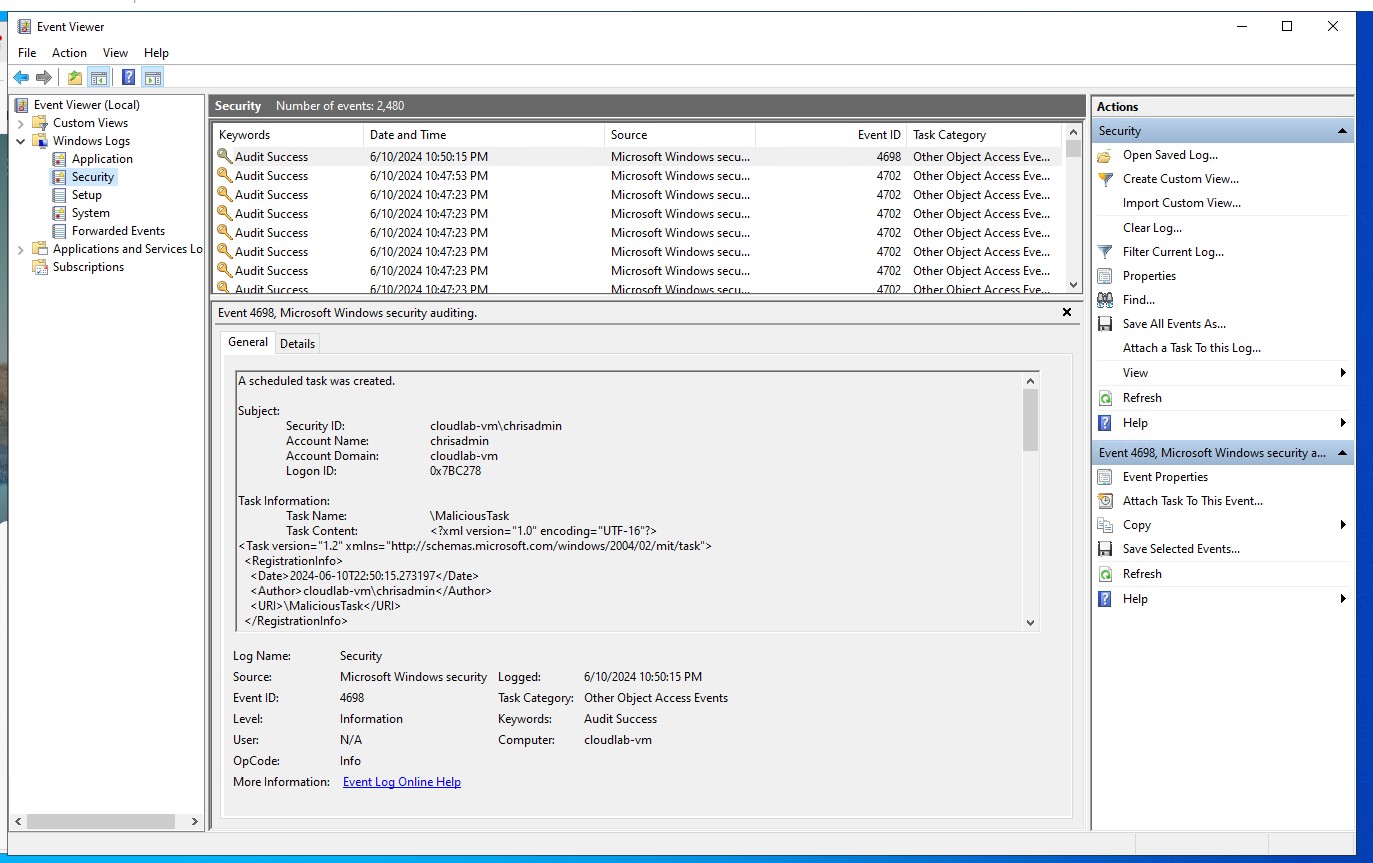 Event Viewer
File Action View Help
Event Viewer (Local)
Custom Views
Windows Logs
Application
Security
Setup
System
Forwarded Events
Applications and Services Lo
Subscriptions
Security Number of events: 2,480
Keywords Date and Time Source Event ID Task Category
Audit Success 6/10/2024 10:50:15 PM Microsoft Windows secu... 4698 Other Object Access Eve...
Audit Success 6/10/2024 10:47:53 PM Microsoft Windows secu... 4702 Other Object Access Eve...
Audit Success 6/10/2024 10:47:23 PM Microsoft Windows secu... 4702 Other Object Access Eve...
Audit Success 6/10/2024 10:47:23 PM Microsoft Windows secu... 4702 Other Object Access Eve...
Audit Success 6/10/2024 10:47:23 PM Microsoft Windows secu... 4702 Other Object Access Eve...
Audit Success 6/10/2024 10:47:23 PM Microsoft Windows secu... 4702 Other Object Access Eve...
Audit Success 6/10/2024 10:47:23 PM Microsoft Windows secu... 4702 Other Object Access Eve...
Audit Success 6/10/2024 10:47:23 PM Microsoft Windows secu... 4702 Other Object Access Eve...
Event 4698, Microsoft Windows security auditing.
General Details
A scheduled task was created.
Subject:
Security ID: cloudlab-vm\chrisadmin
Account Name: chrisadmin
Account Domain: cloudlab-vm
Logon ID: 0x7BC278
Task Information:
Task Name: \MaliciousTask
Task Content: <?xml version="1.0" encoding="UTF-16"?>
<Task version="1.2" xmlns="http://schemas.microsoft.com/windows/2004/02/mit/task">
<RegistrationInfo>
<Date>2024-06-10T22:50:15.273197</Date>
<Author>cloudlab-vm\chrisadmin</Author>
<URI>\MaliciousTask</URI>
</RegistrationInfo>
Log Name: Security
Source: Microsoft Windows security Logged: 6/10/2024 10:50:15 PM
Event ID: 4698 Task Category: Other Object Access Events
Level: Information Keywords: Audit Success
User: N/A Computer: cloudlab-vm
OpCode: Info
More Information: Event Log Online Help
Actions
Security
Open Saved Log...
Create Custom View...
Import Custom View...
Clear Log...
Filter Current Log...
Properties
Find...
Save All Events As...
Attach a Task To this Log...
View
Refresh
Help
Event 4698, Microsoft Windows security a...
Event Properties
Attach Task To This Event...
Copy
Save Selected Events...
Refresh
Help